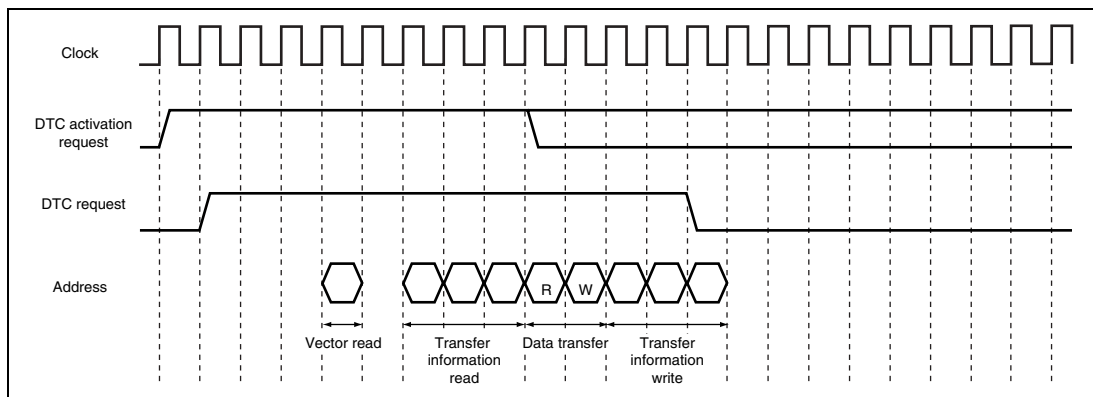 Clock
DTC activation
request
DTC request
Address
R
W
Vector read
Transfer
information
read
Data transfer
Transfer
information
write